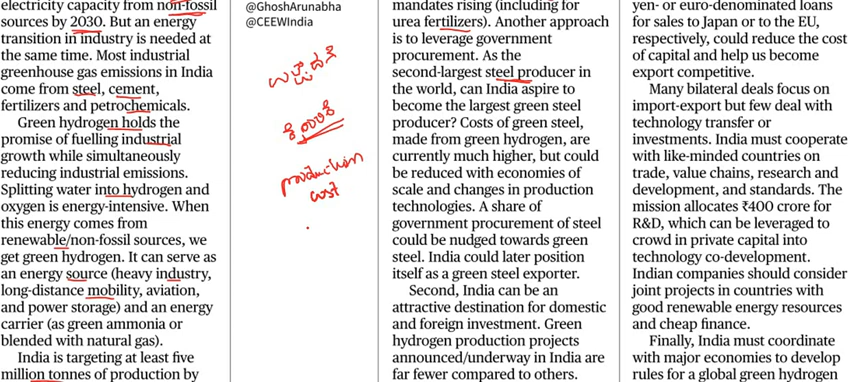 electricity capacity from non-fossil
sources by 2030. But an energy
transition in industry is needed at
the same time. Most industrial
greenhouse gas emissions in India
come from steel, cement,
fertilizers and petrochemicals.
Green hydrogen holds the
promise of fuelling industrial
growth while simultaneously
reducing industrial emissions.
Splitting water into hydrogen and
oxygen is energy-intensive. When
this energy comes from
renewable/non-fossil sources, we
get green hydrogen. It can serve as
an energy source (heavy industry,
long-distance mobility, aviation,
and power storage) and an energy
carrier (as green ammonia or
blended with natural gas).
India is targeting at least five
million tonnes of production by
@GhoshArunabha
@CEEWIndia
production
cost
mandates rising (including for
urea fertilizers). Another approach
is to leverage government
procurement. As the
second-largest steel producer in
the world, can India aspire to
become the largest green steel
producer? Costs of green steel,
made from green hydrogen, are
currently much higher, but could
be reduced with economies of
scale and changes in production
technologies. A share of
government procurement of steel
could be nudged towards green
steel. India could later position
itself as a green steel exporter.
Second, India can be an
attractive destination for domestic
and foreign investment. Green
hydrogen production projects
announced/underway in India are
far fewer compared to others.
yen- or euro-denominated loans
for sales to Japan or to the EU,
respectively, could reduce the cost
of capital and help us become
export competitive.
Many bilateral deals focus on
import-export but few deal with
technology transfer or
investments. India must cooperate
with like-minded countries on
trade, value chains, research and
development, and standards. The
mission allocates ₹400 crore for
R&D, which can be leveraged to
crowd in private capital into
technology co-development.
Indian companies should consider
joint projects in countries with
good renewable energy resources
and cheap finance.
Finally, India must coordinate
with major economies to develop
rules for a global green hydrogen